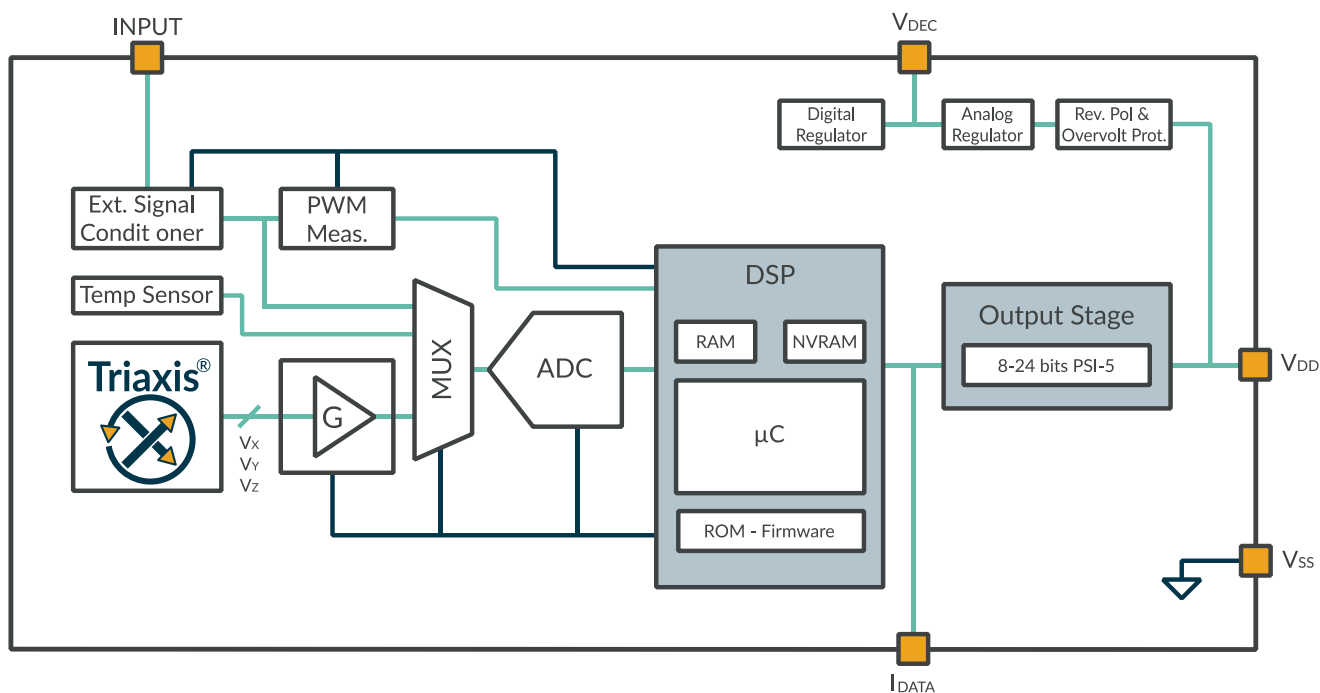 INPUT
VDEC
Digital
Regulator
Analog
Regulator
Rev. Pol &
Overvolt Prot.
Ext. Signal
Condit oner
PWM
Meas.
Temp Sensor
Triaxis®
VX
VY
VZ
G
MUX
ADC
DSP
RAM
NVRAM
μC
ROM - Firmware
Output Stage
8-24 bits PSI-5
VDD
VSS
IDATA